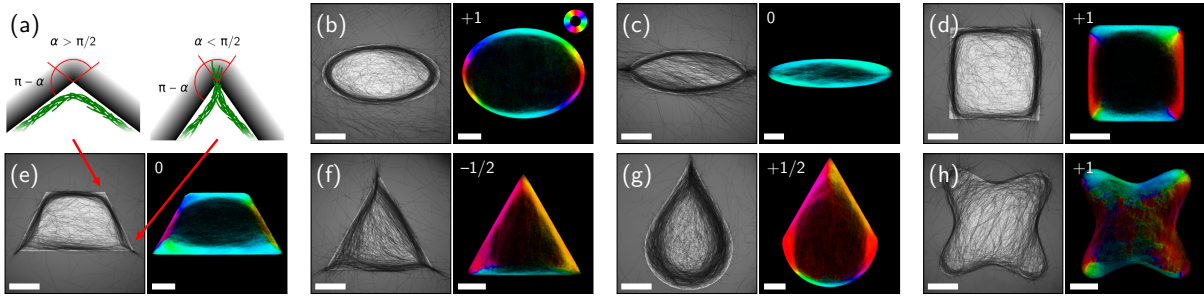 (a)
α > π/2
α < π/2
π − α
π − α
(b)
+1
(c)
0
(d)
+1
(e)
0
(f)
−1/2
(g)
+1/2
(h)
+1